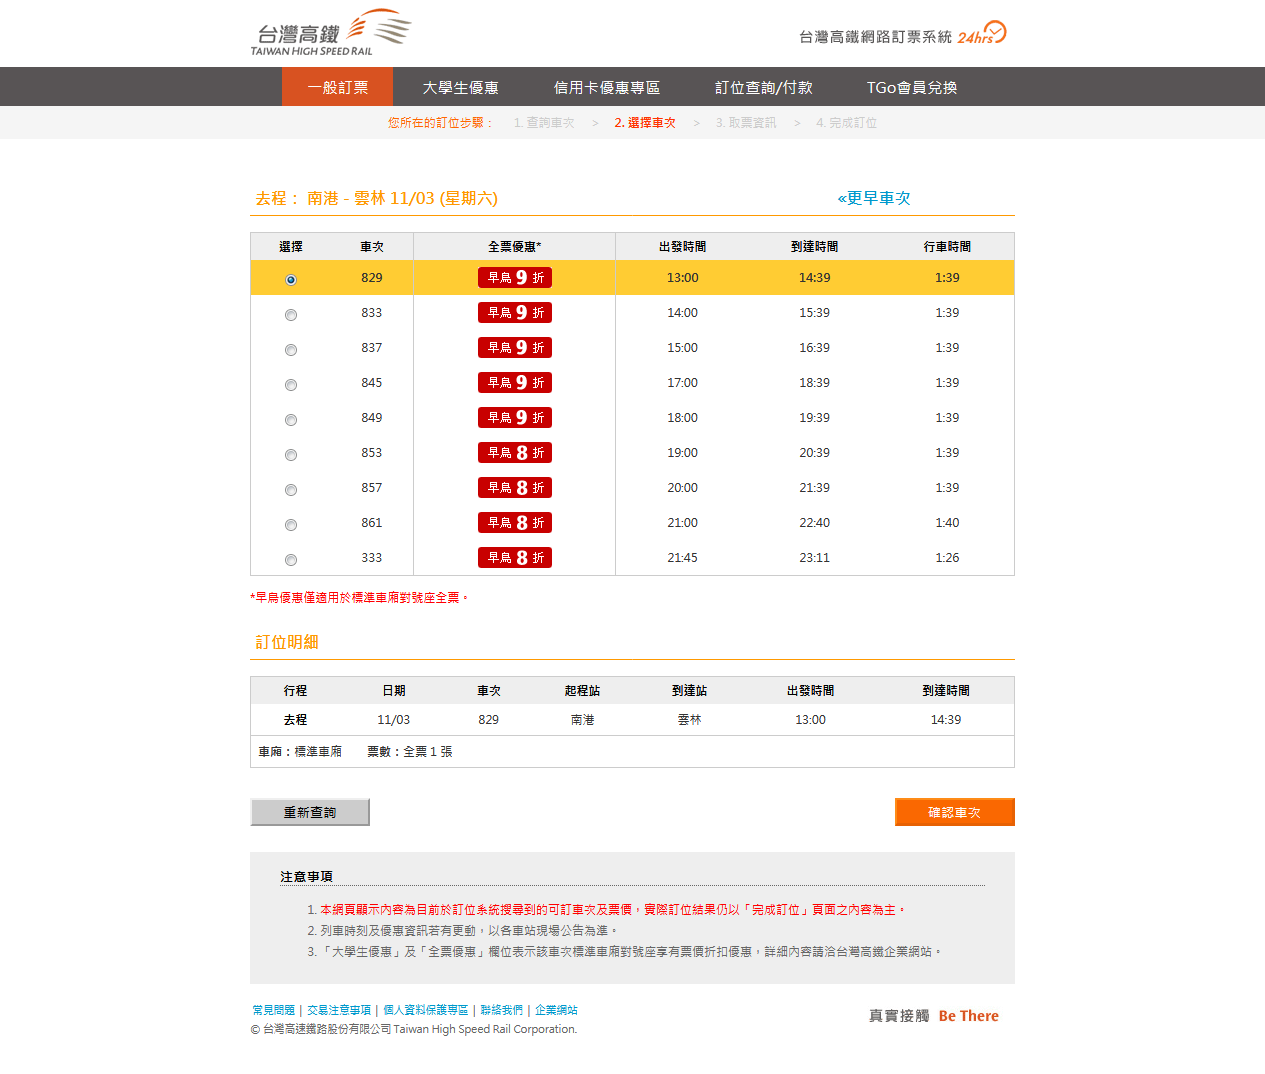 台灣高鐵
TAIWAN HIGH SPEED RAIL
台灣高鐵網路訂票系統 24hrs
一般訂票 大學生優惠 信用卡優惠專區 訂位查詢/付款 TGo會員兌換
您所在的訂位步驟： 1. 查詢車次 > 2. 選擇車次 > 3. 取票資訊 > 4. 完成訂位
去程： 南港 - 雲林 11/03 (星期六) «更早車次
選擇 車次 全票優惠* 出發時間 到達時間 行車時間
829 早鳥 9 折 13:00 14:39 1:39
833 早鳥 9 折 14:00 15:39 1:39
837 早鳥 9 折 15:00 16:39 1:39
845 早鳥 9 折 17:00 18:39 1:39
849 早鳥 9 折 18:00 19:39 1:39
853 早鳥 8 折 19:00 20:39 1:39
857 早鳥 8 折 20:00 21:39 1:39
861 早鳥 8 折 21:00 22:40 1:40
333 早鳥 8 折 21:45 23:11 1:26
*早鳥優惠僅適用於標準車廂對號座全票。
訂位明細
行程 日期 車次 起程站 到達站 出發時間 到達時間
去程 11/03 829 南港 雲林 13:00 14:39
車廂：標準車廂 票數：全票 1 張
重新查詢 確認車次
注意事項
1. 本網頁顯示內容為目前於訂位系統搜尋到的可訂車次及票價，實際訂位結果仍以「完成訂位」頁面之內容為主。
2. 列車時刻及優惠資訊若有更動，以各車站現場公告為準。
3. 「大學生優惠」及「全票優惠」欄位表示該車次標準車廂對號座享有票價折扣優惠，詳細內容請洽台灣高鐵企業網站。
常見問題 | 交易注意事項 | 個人資料保護專區 | 聯絡我們 | 企業網站
© 台灣高速鐵路股份有限公司 Taiwan High Speed Rail Corporation.
真實接觸 Be There